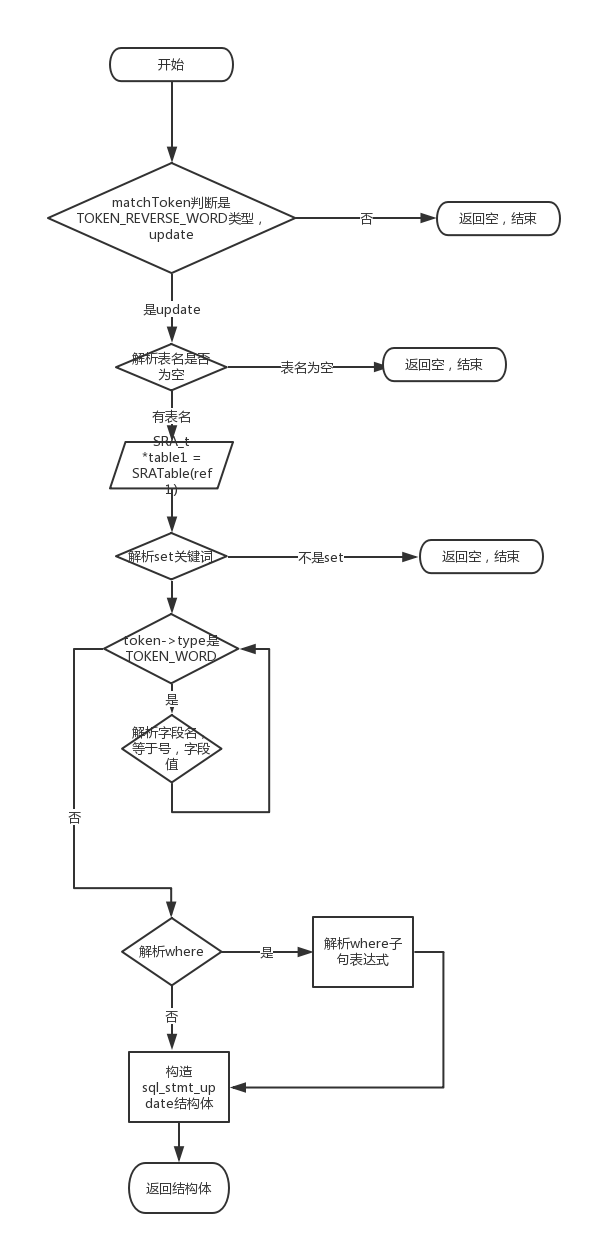 开始
matchToken判断是
TOKEN_REVERSE_WORD类型，
update
否
返回空，结束
是update
解析表名是否
为空
表名为空
返回空，结束
有表名
SRA_t
*table1 =
SRATable(ref
1)
解析set关键词
不是set
返回空，结束
token->type是
TOKEN_WORD
是
解析字段名，
等于号，字段
值
否
解析where
是
解析where子
句表达式
否
构造
sql_stmt_up
date结构体
返回结构体